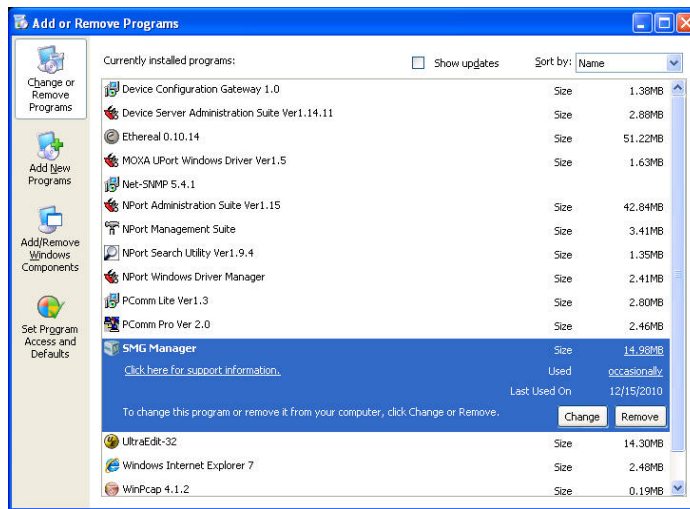 Add or Remove Programs
Change or
Remove
Programs
Add New
Programs
Add/Remove
Windows
Components
Set Program
Access and
Defaults
Currently installed programs:
Show updates
Sort by: Name
Device Configuration Gateway 1.0 Size 1.38MB
Device Server Administration Suite Ver1.14.11 Size 2.88MB
Ethereal 0.10.14 Size 51.22MB
MOXA UPort Windows Driver Ver1.5 Size 1.63MB
Net-SNMP 5.4.1
NPort Administration Suite Ver1.15 Size 42.84MB
NPort Management Suite Size 3.41MB
NPort Search Utility Ver1.9.4 Size 1.35MB
NPort Windows Driver Manager Size 2.41MB
PComm Lite Ver1.3 Size 2.80MB
PComm Pro Ver 2.0 Size 2.46MB
SMG Manager Size 14.98MB
Click here for support information. Used occasionally
Last Used On 12/15/2010
To change this program or remove it from your computer, click Change or Remove. Change Remove
UltraEdit-32 Size 14.30MB
Windows Internet Explorer 7 Size 2.48MB
WinPcap 4.1.2 Size 0.19MB